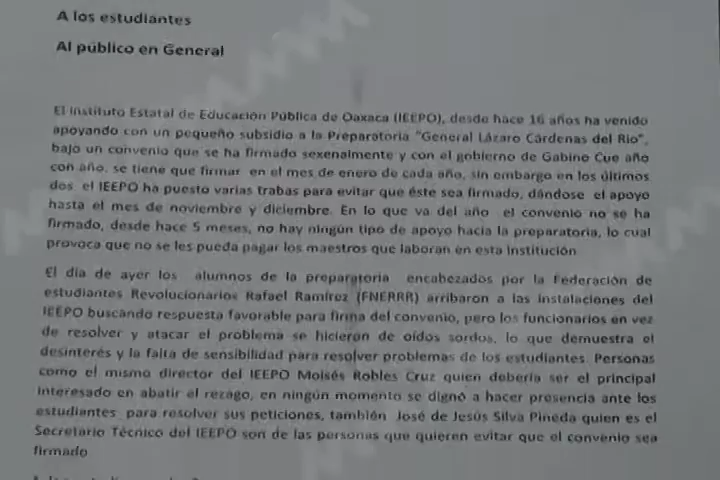 A los estudiantes
Al público en General
El Instituto Estatal de Educación Pública de Oaxaca (IEEPO), desde hace 16 años ha venido
apoyando con un pequeño subsidio a la Preparatoria "General Lázaro Cárdenas del Rio",
bajo un convenio que se ha firmado sexenalmente y con el gobierno de Gabino Cue año
con año, se tiene que firmar en el mes de enero de cada año, sin embargo en los últimos
dos el IEEPO ha puesto varias trabas para evitar que éste sea firmado, dándose el apoyo
hasta el mes de noviembre y diciembre. En lo que va del año el convenio no se ha
firmado, desde hace 5 meses, no hay ningún tipo de apoyo hacia la preparatoria, lo cual
provoca que no se les pueda pagar los maestros que laboran en esta institución
El día de ayer los alumnos de la preparatoria encabezados por la Federación de
estudiantes Revolucionarios Rafael Ramírez (FNERRR) arribaron a las instalaciones del
IEEPO buscando respuesta favorable para firma del convenio, pero los funcionarios en vez
de resolver y atacar el problema se hicieron de oídos sordos, lo que demuestra el
desinterés y la falta de sensibilidad para resolver problemas de los estudiantes. Personas
como el mismo director del IEEPO Moisés Robles Cruz quien debería ser el principal
interesado en abatir el rezago, en ningún momento se dignó a hacer presencia ante los
estudiantes para resolver sus peticiones, también José de Jesús Silva Pineda quien es el
Secretario Técnico del IEEPO son de las personas que quieren evitar que el convenio sea
firmado